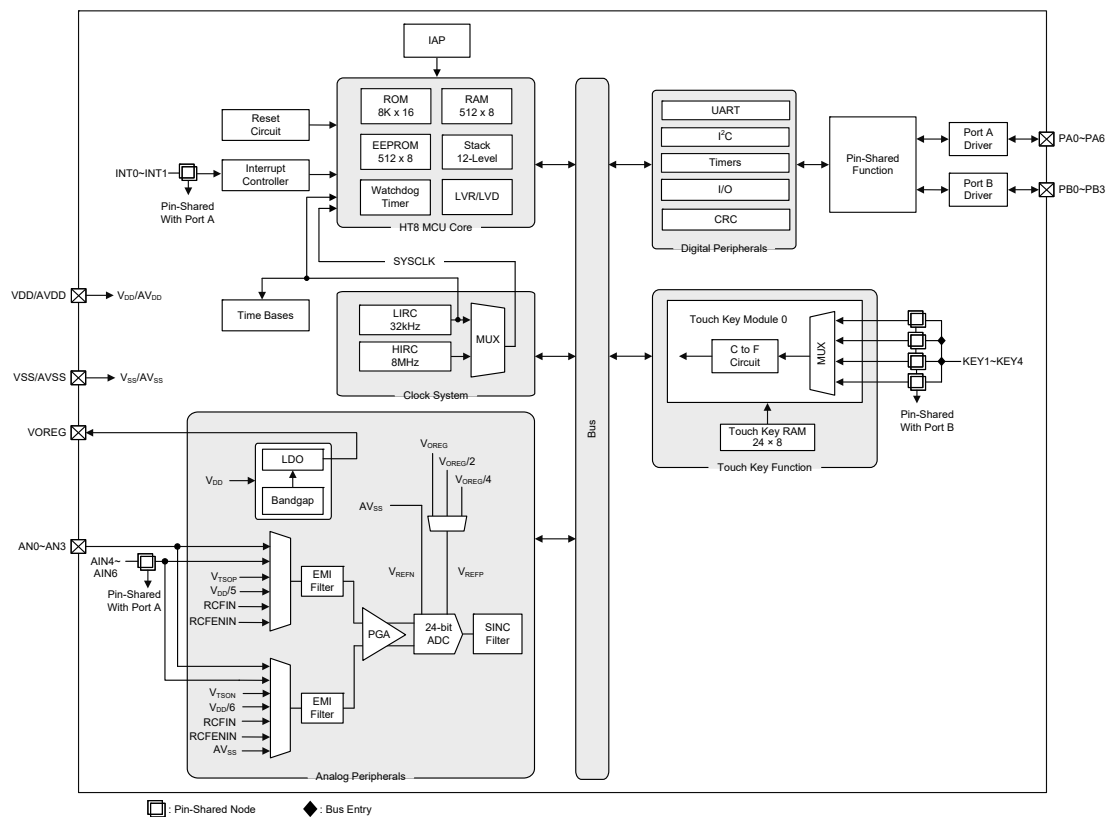 IAP
ROM
8K x 16
RAM
512 x 8
EEPROM
512 x 8
Stack
12-Level
Watchdog
Timer
LVR/LVD
HT8 MCU Core
Reset
Circuit
INT0~INT1
Interrupt
Controller
Pin-Shared
With Port A
SYSCLK
Time Bases
LIRC
32kHz
HIRC
8MHz
MUX
Clock System
VDD/AVDD
VDD/AVDD
VSS/AVSS
VSS/AVSS
VOREG
Bus
UART
I²C
Timers
I/O
CRC
Digital Peripherals
Pin-Shared
Function
Port A
Driver
PA0~PA6
Port B
Driver
PB0~PB3
Touch Key Module 0
C to F
Circuit
MUX
KEY1~KEY4
Pin-Shared
With Port B
Touch Key RAM
24 × 8
Touch Key Function
LDO
Bandgap
VDD
VOREG
VOREG/2
VOREG/4
AVSS
VREFN
VREFP
AN0~AN3
AIN4~
AIN6
Pin-Shared
With Port A
VTSOP
VDD/5
RCFIN
RCFENIN
EMI
Filter
PGA
24-bit
ADC
SINC
Filter
VTSON
VDD/6
RCFIN
RCFENIN
AVSS
EMI
Filter
Analog Peripherals
: Pin-Shared Node
: Bus Entry